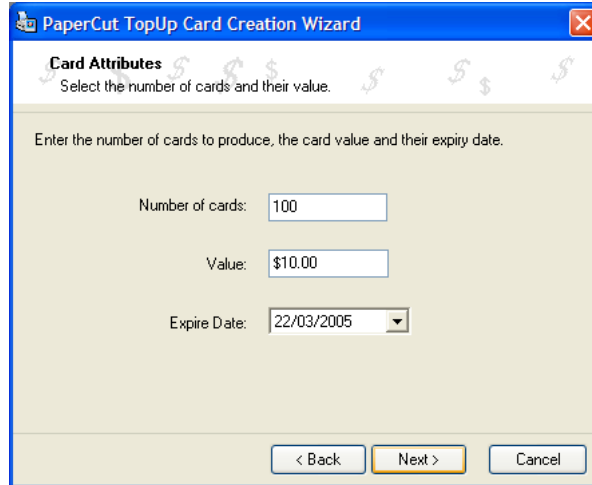 PaperCut TopUp Card Creation Wizard
Card Attributes
Select the number of cards and their value.
Enter the number of cards to produce, the card value and their expiry date.
Number of cards: 100
Value: $10.00
Expire Date: 22/03/2005
< Back Next > Cancel